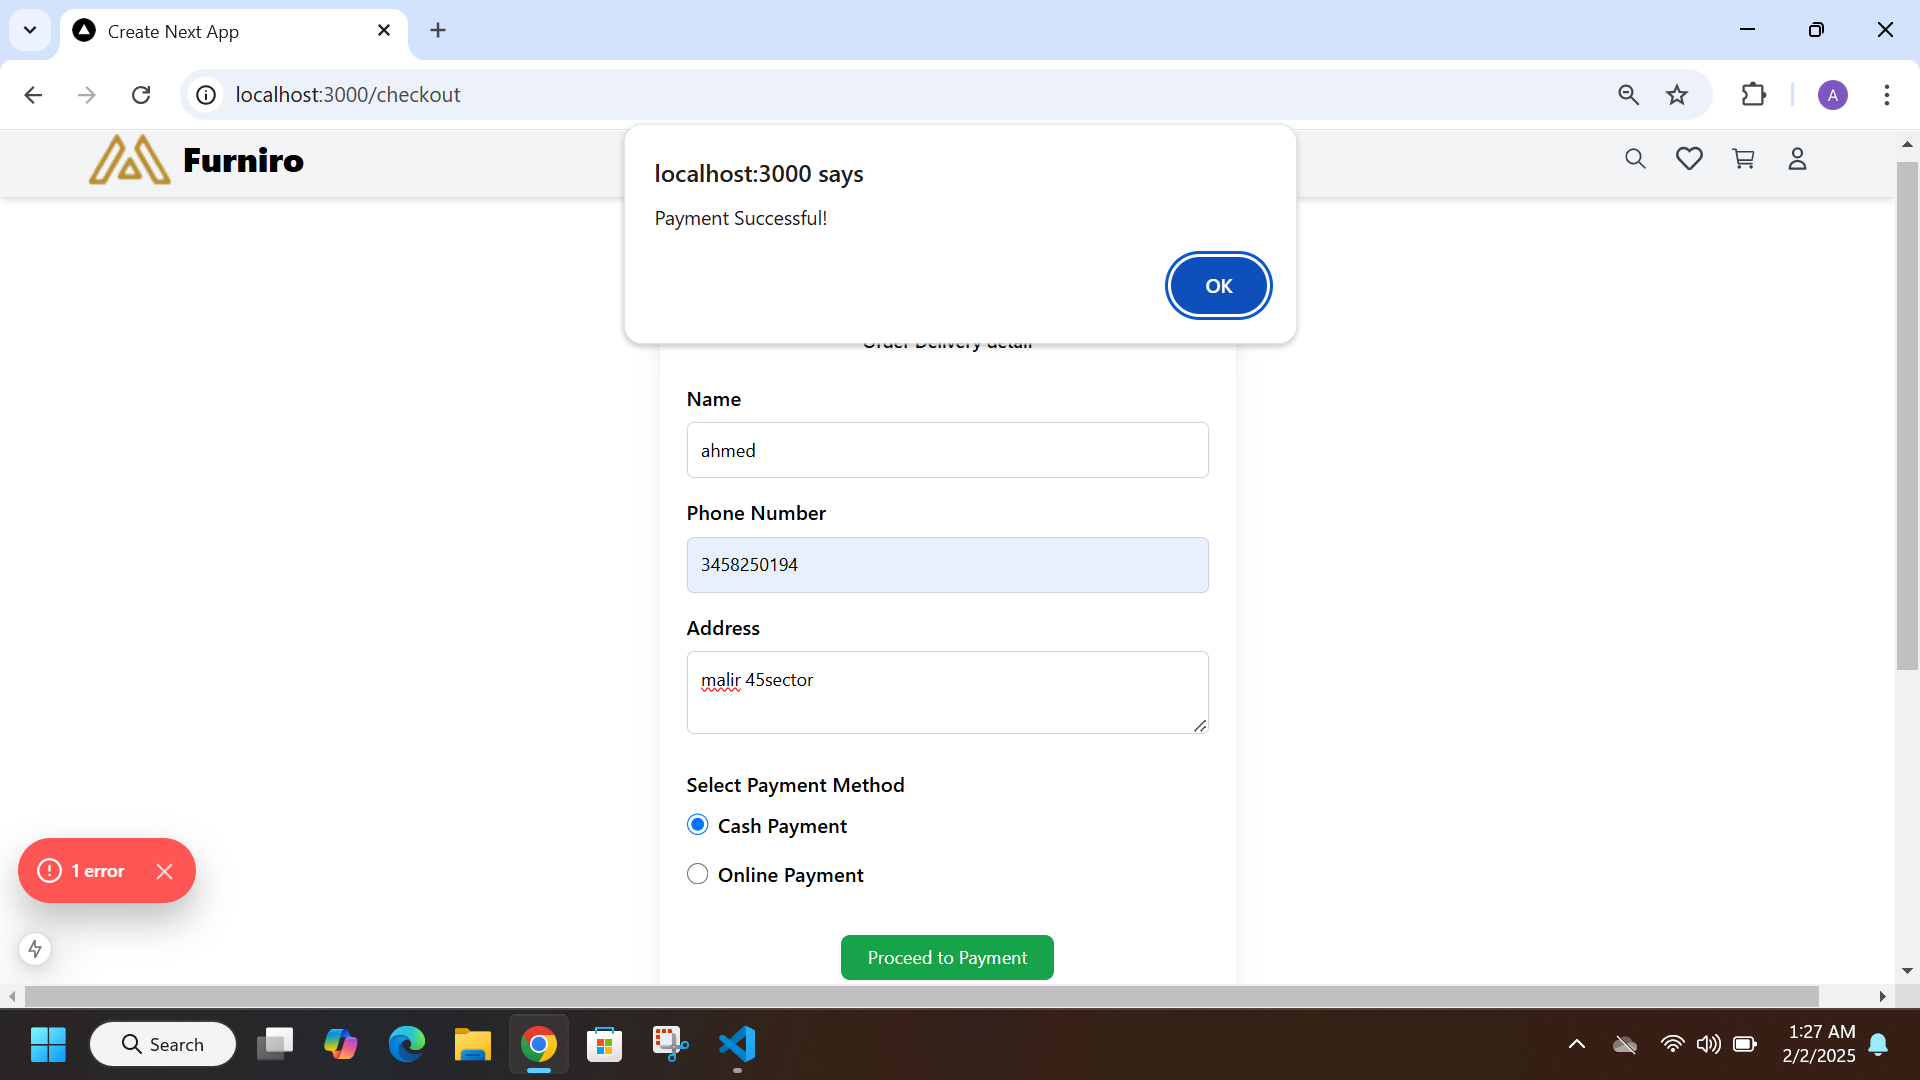 Create Next App
localhost:3000/checkout
A
Furniro
localhost:3000 says
Payment Successful!
OK
Order Delivery detail
Name
ahmed
Phone Number
3458250194
Address
malir 45sector
Select Payment Method
Cash Payment
Online Payment
1 error
Proceed to Payment
Search
1:27 AM
2/2/2025